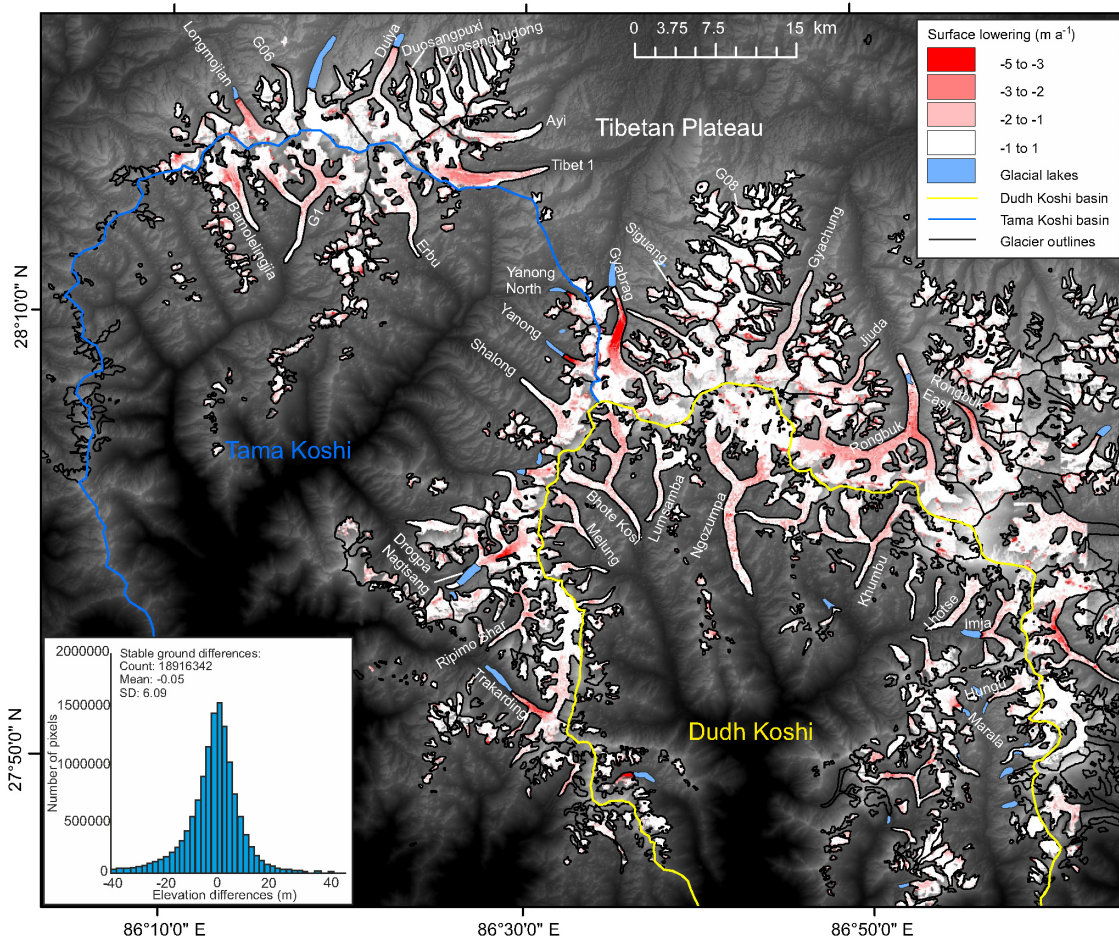 0 3.75 7.5 15 km
Surface lowering (m a-1)
-5 to -3
-3 to -2
-2 to -1
-1 to 1
Glacial lakes
Dudh Koshi basin
Tama Koshi basin
Glacier outlines
Longmojian
G06
Duiya
Duosangpuxi
Duosangpudong
Ayi
Tibet 1
Tibetan Plateau
Bamolelingjia
G1
Erbu
G08
Siguang
Gyabrag
Gyachung
Yanong
North
Yanong
Shalong
Jiuda
Rongbuk
East
Rongbuk
28°10'0" N
Tama Koshi
Bhote Kosi
Melung
Lumsamba
Ngozumpa
Khumbu
Drogpa
Nagtsang
Lhotse
Imja
Ripimo Shar
Trakarding
Hungu
Marala
Dudh Koshi
27°50'0" N
Stable ground differences:
Count: 18916342
Mean: -0.05
SD: 6.09
2000000
1500000
1000000
500000
0
Number of pixels
-40 -20 0 20 40
Elevation differences (m)
86°10'0" E 86°30'0" E 86°50'0" E